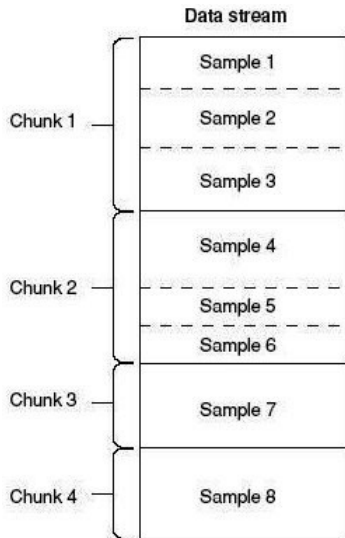 Data stream
Sample 1
Chunk 1
Sample 2
Sample 3
Sample 4
Chunk 2
Sample 5
Sample 6
Chunk 3
Sample 7
Chunk 4
Sample 8